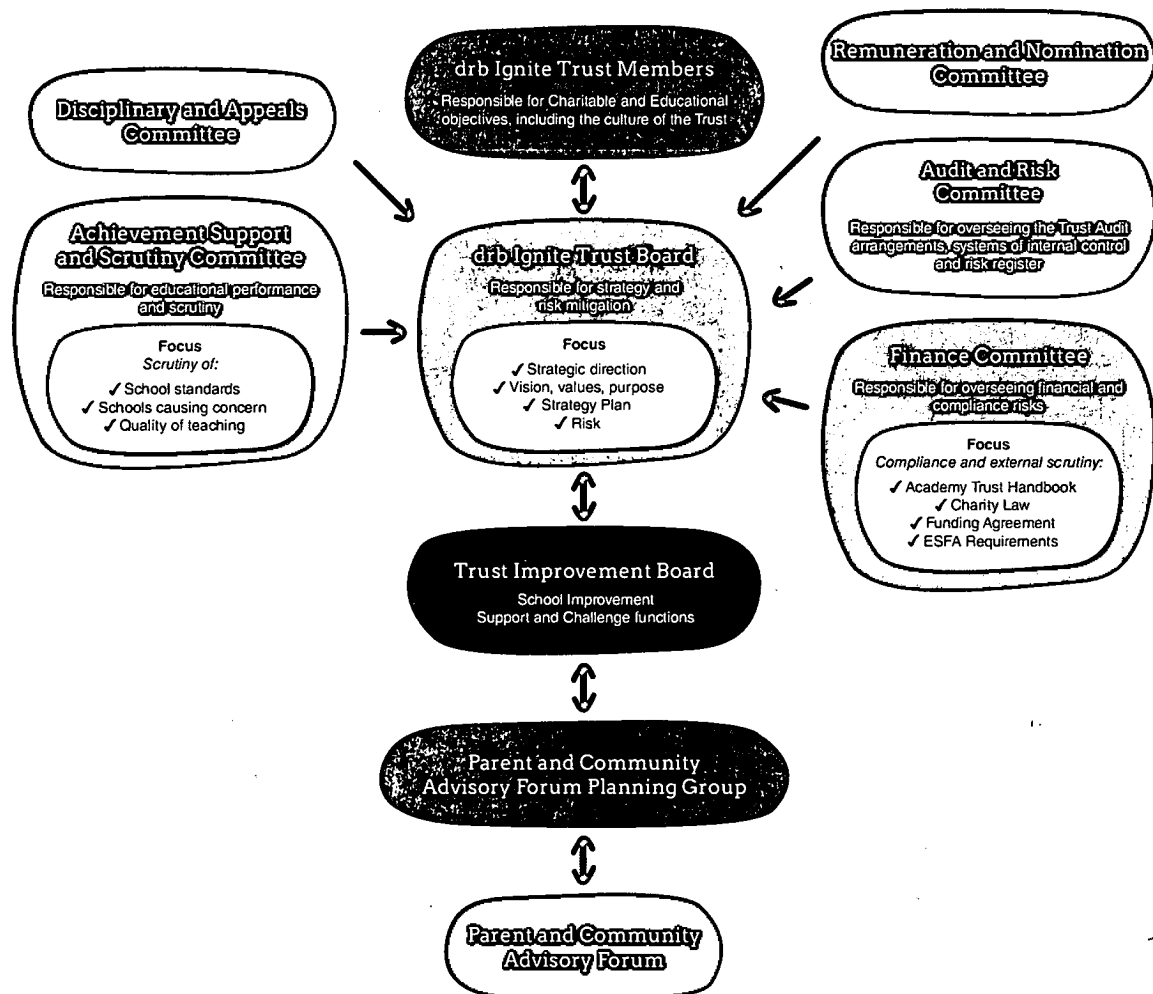 drb Ignite Trust Members
Responsible for Charitable and Educational
objectives, including the culture of the Trust
Remuneration and Nomination
Committee
Disciplinary and Appeals
Committee
Audit and Risk
Committee
Responsible for overseeing the Trust Audit
arrangements, systems of internal control
and risk register
Achievement Support
and Scrutiny Committee
Responsible for educational performance
and scrutiny
Focus
Scrutiny of:
✓ School standards
✓ Schools causing concern
✓ Quality of teaching
drb Ignite Trust Board
Responsible for strategy and
risk mitigation
Focus
✓ Strategic direction
✓ Vision, values, purpose
✓ Strategy Plan
✓ Risk
Finance Committee
Responsible for overseeing financial and
compliance risks
Focus
Compliance and external scrutiny:
✓ Academy Trust Handbook
✓ Charity Law
✓ Funding Agreement
✓ ESFA Requirements
Trust Improvement Board
School Improvement
Support and Challenge functions
Parent and Community
Advisory Forum Planning Group
Parent and Community
Advisory Forum